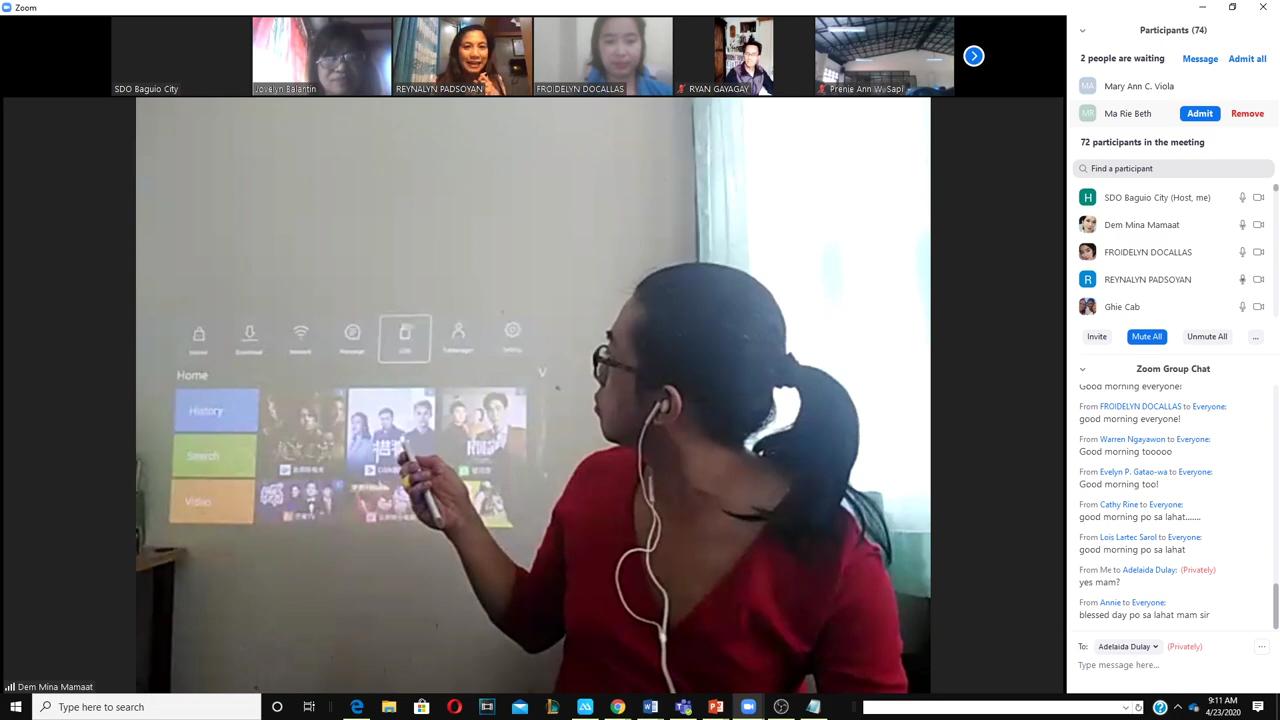 Zoom
SDO Baguio City
Jovelyn Balantin
REYNALYN PADSOYAN
FROIDELYN DOCALLAS
RYAN GAYAGAY
Prenie Ann W. Sapi
Participants (74)
2 people are waiting Message Admit all
MA Mary Ann C. Viola
MR Ma Rie Beth Admit Remove
72 participants in the meeting
Find a participant
H SDO Baguio City (Host, me)
Dem Mina Mamaat
FROIDELYN DOCALLAS
R REYNALYN PADSOYAN
Ghie Cab
Invite Mute All Unmute All ...
Zoom Group Chat
Good morning everyone!
From FROIDELYN DOCALLAS to Everyone:
good morning everyone!
From Warren Ngayawon to Everyone:
Good morning tooooo
From Evelyn P. Gatao-wa to Everyone:
Good morning too!
From Cathy Rine to Everyone:
good morning po sa lahat.......
From Lois Lartec Sarol to Everyone:
good morning po sa lahat
From Me to Adelaida Dulay: (Privately)
yes mam?
From Annie to Everyone:
blessed day po sa lahat mam sir
To: Adelaida Dulay (Privately)
Type message here...
Home
History
Search
Video
Dem Mina Mamaat
Type here to search
9:11 AM
4/23/2020